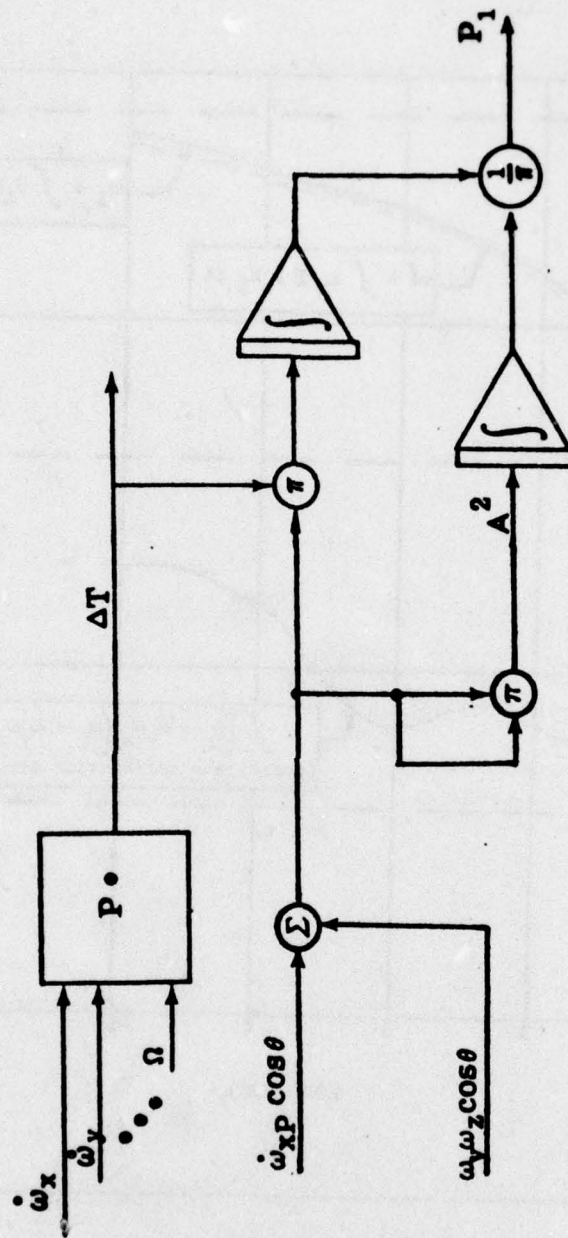 ω̇x
ω̇y
Ω
P •
ΔT
ω̇xP cosθ
ωyωz cosθ
Σ
π
∫
π
A²
∫
1/π
P₁